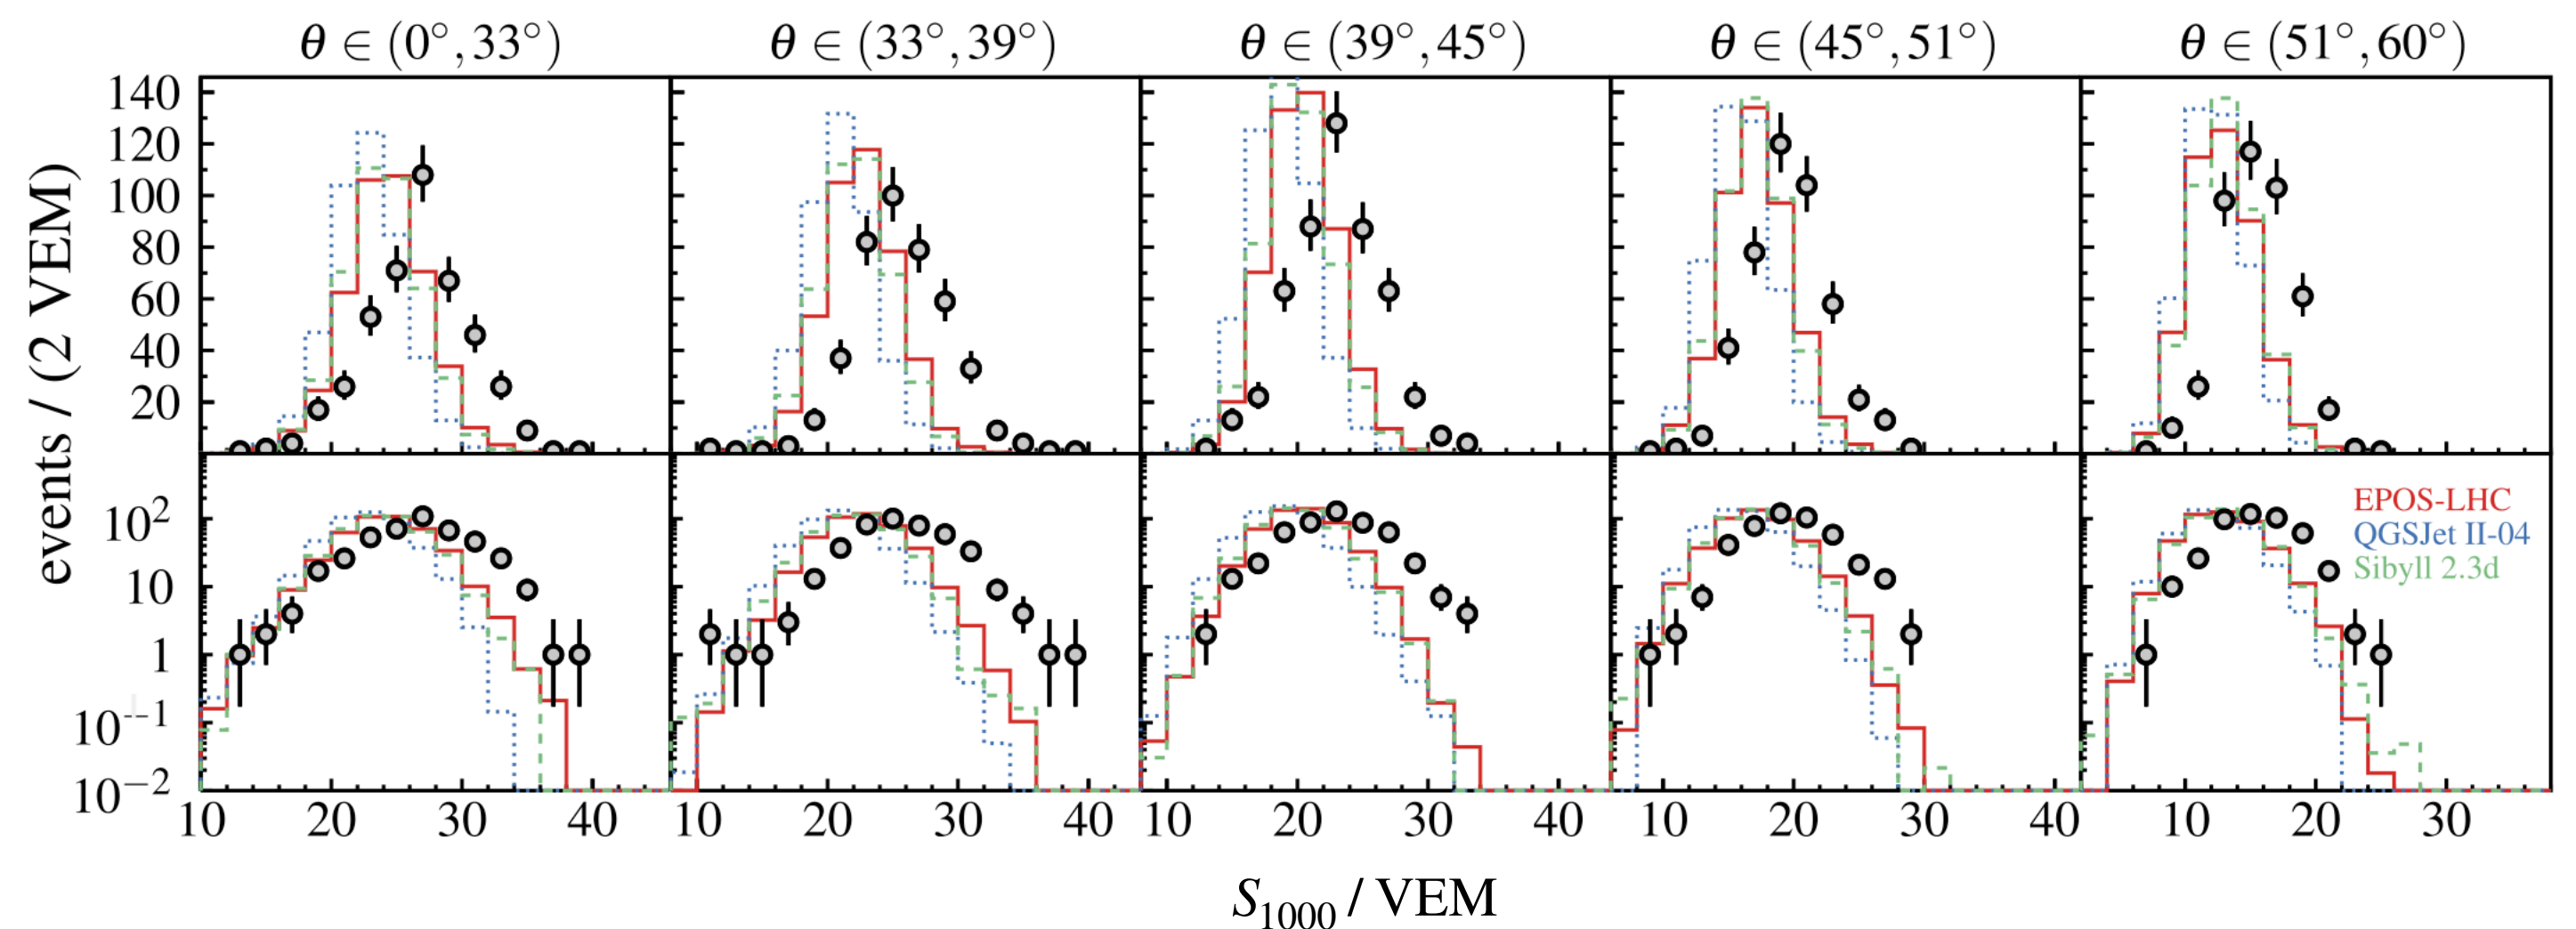 θ ∈ (0°, 33°) θ ∈ (33°, 39°) θ ∈ (39°, 45°) θ ∈ (45°, 51°) θ ∈ (51°, 60°)
events / (2 VEM)
140
120
100
80
60
40
20
10²
10
1
10⁻¹
10⁻²
EPOS-LHC
QGSJet II-04
Sibyll 2.3d
10 20 30 40 10 20 30 40 10 20 30 40 10 20 30 40 10 20 30
S₁₀₀₀ / VEM